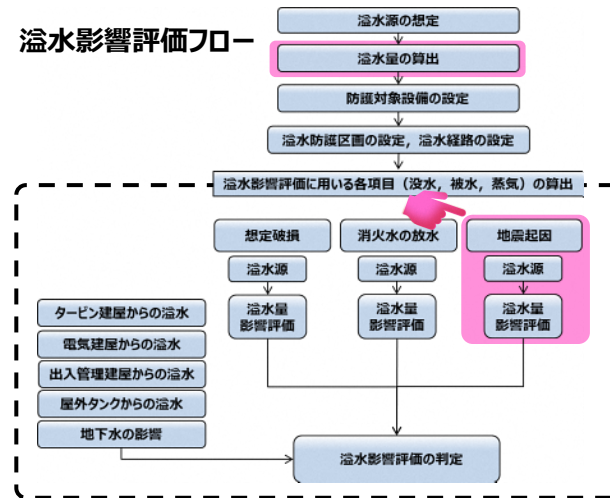 溢水影響評価フロー
溢水源の想定
溢水量の算出
防護対象設備の設定
溢水防護区画の設定，溢水経路の設定
溢水影響評価に用いる各項目（没水，被水，蒸気）の算出
想定破損
消火水の放水
地震起因
溢水源
溢水源
溢水源
溢水量
影響評価
溢水量
影響評価
溢水量
影響評価
タービン建屋からの溢水
電気建屋からの溢水
出入管理建屋からの溢水
屋外タンクからの溢水
地下水の影響
溢水影響評価の判定